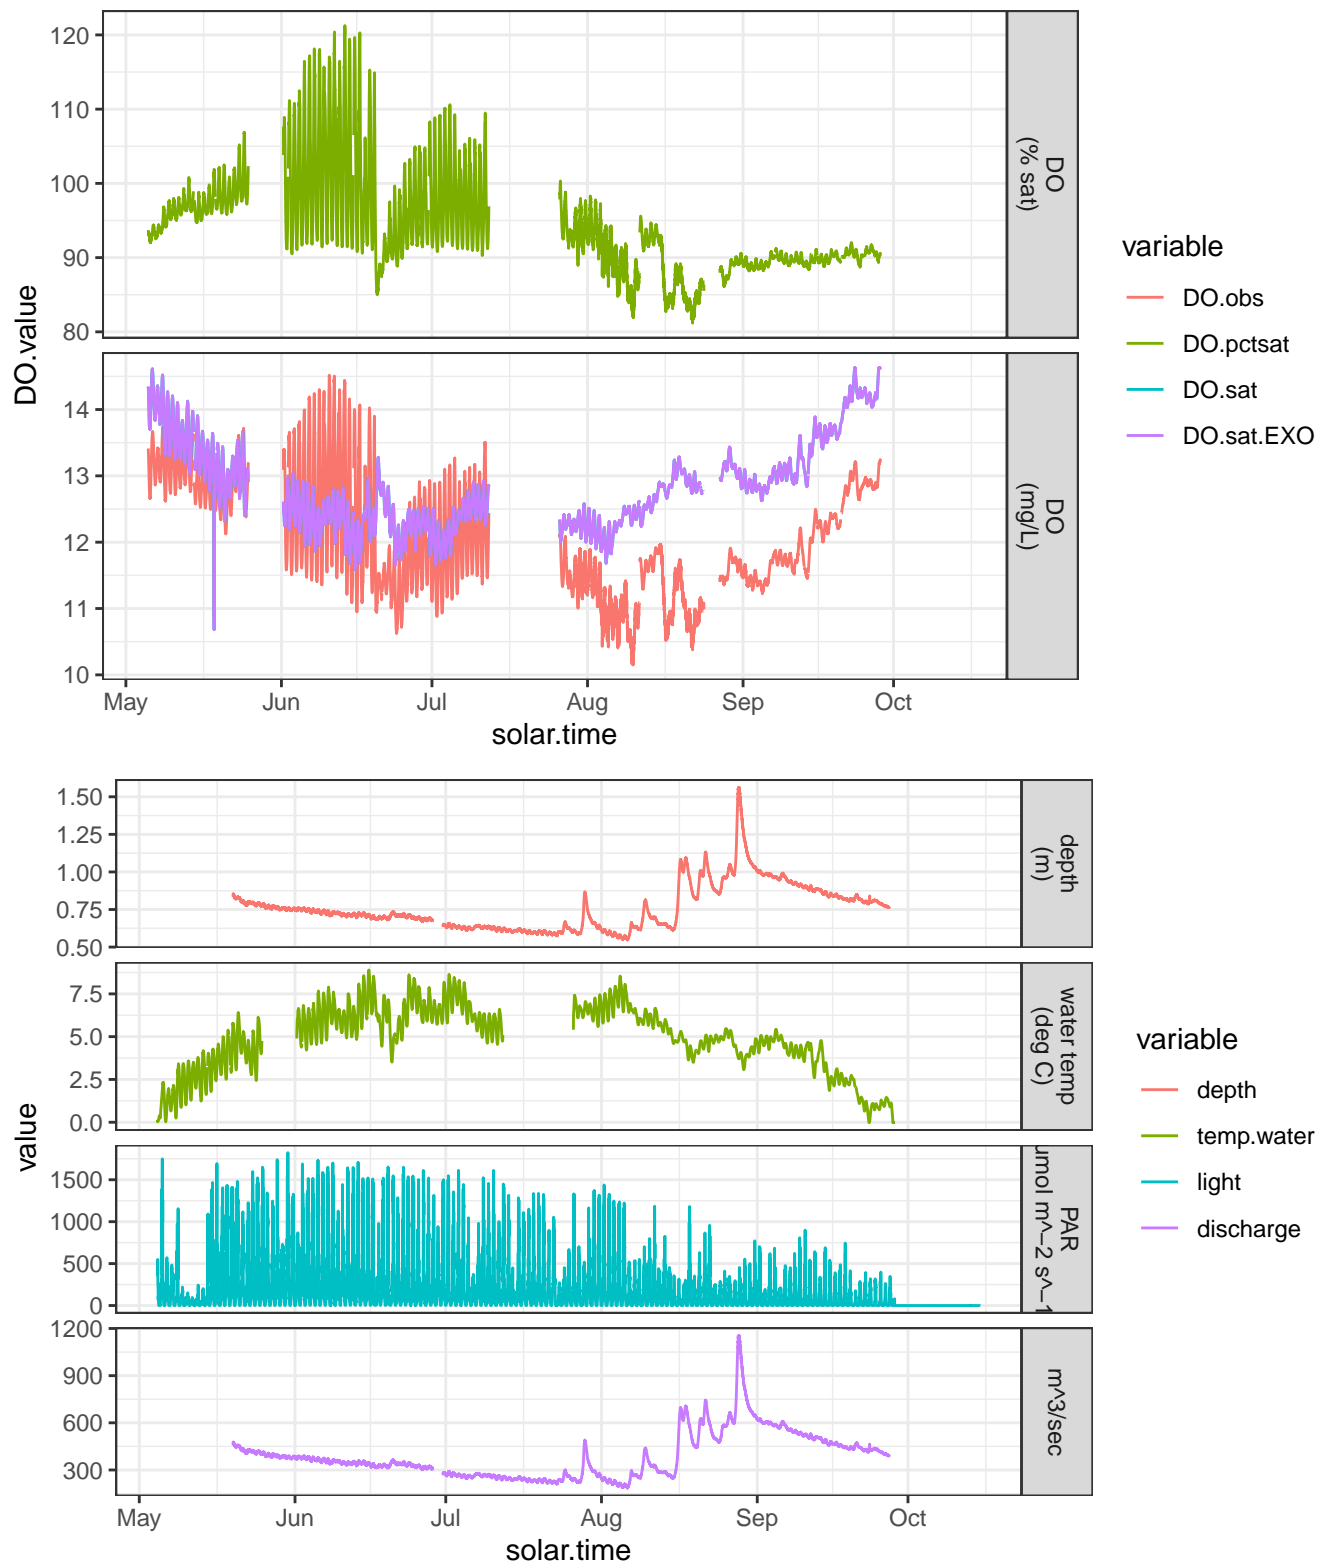 120
110
100
90
80
DO
(% sat)
14
13
12
11
10
DO
(mg/L)
DO.value
May Jun Jul Aug Sep Oct
solar.time
variable
DO.obs
DO.pctsat
DO.sat
DO.sat.EXO
1.50
1.25
1.00
0.75
0.50
depth
(m)
7.5
5.0
2.5
0.0
water temp
(deg C)
1500
1000
500
0
PAR
umol m^-2 s^-1
1200
900
600
300
m^3/sec
value
May Jun Jul Aug Sep Oct
solar.time
variable
depth
temp.water
light
discharge